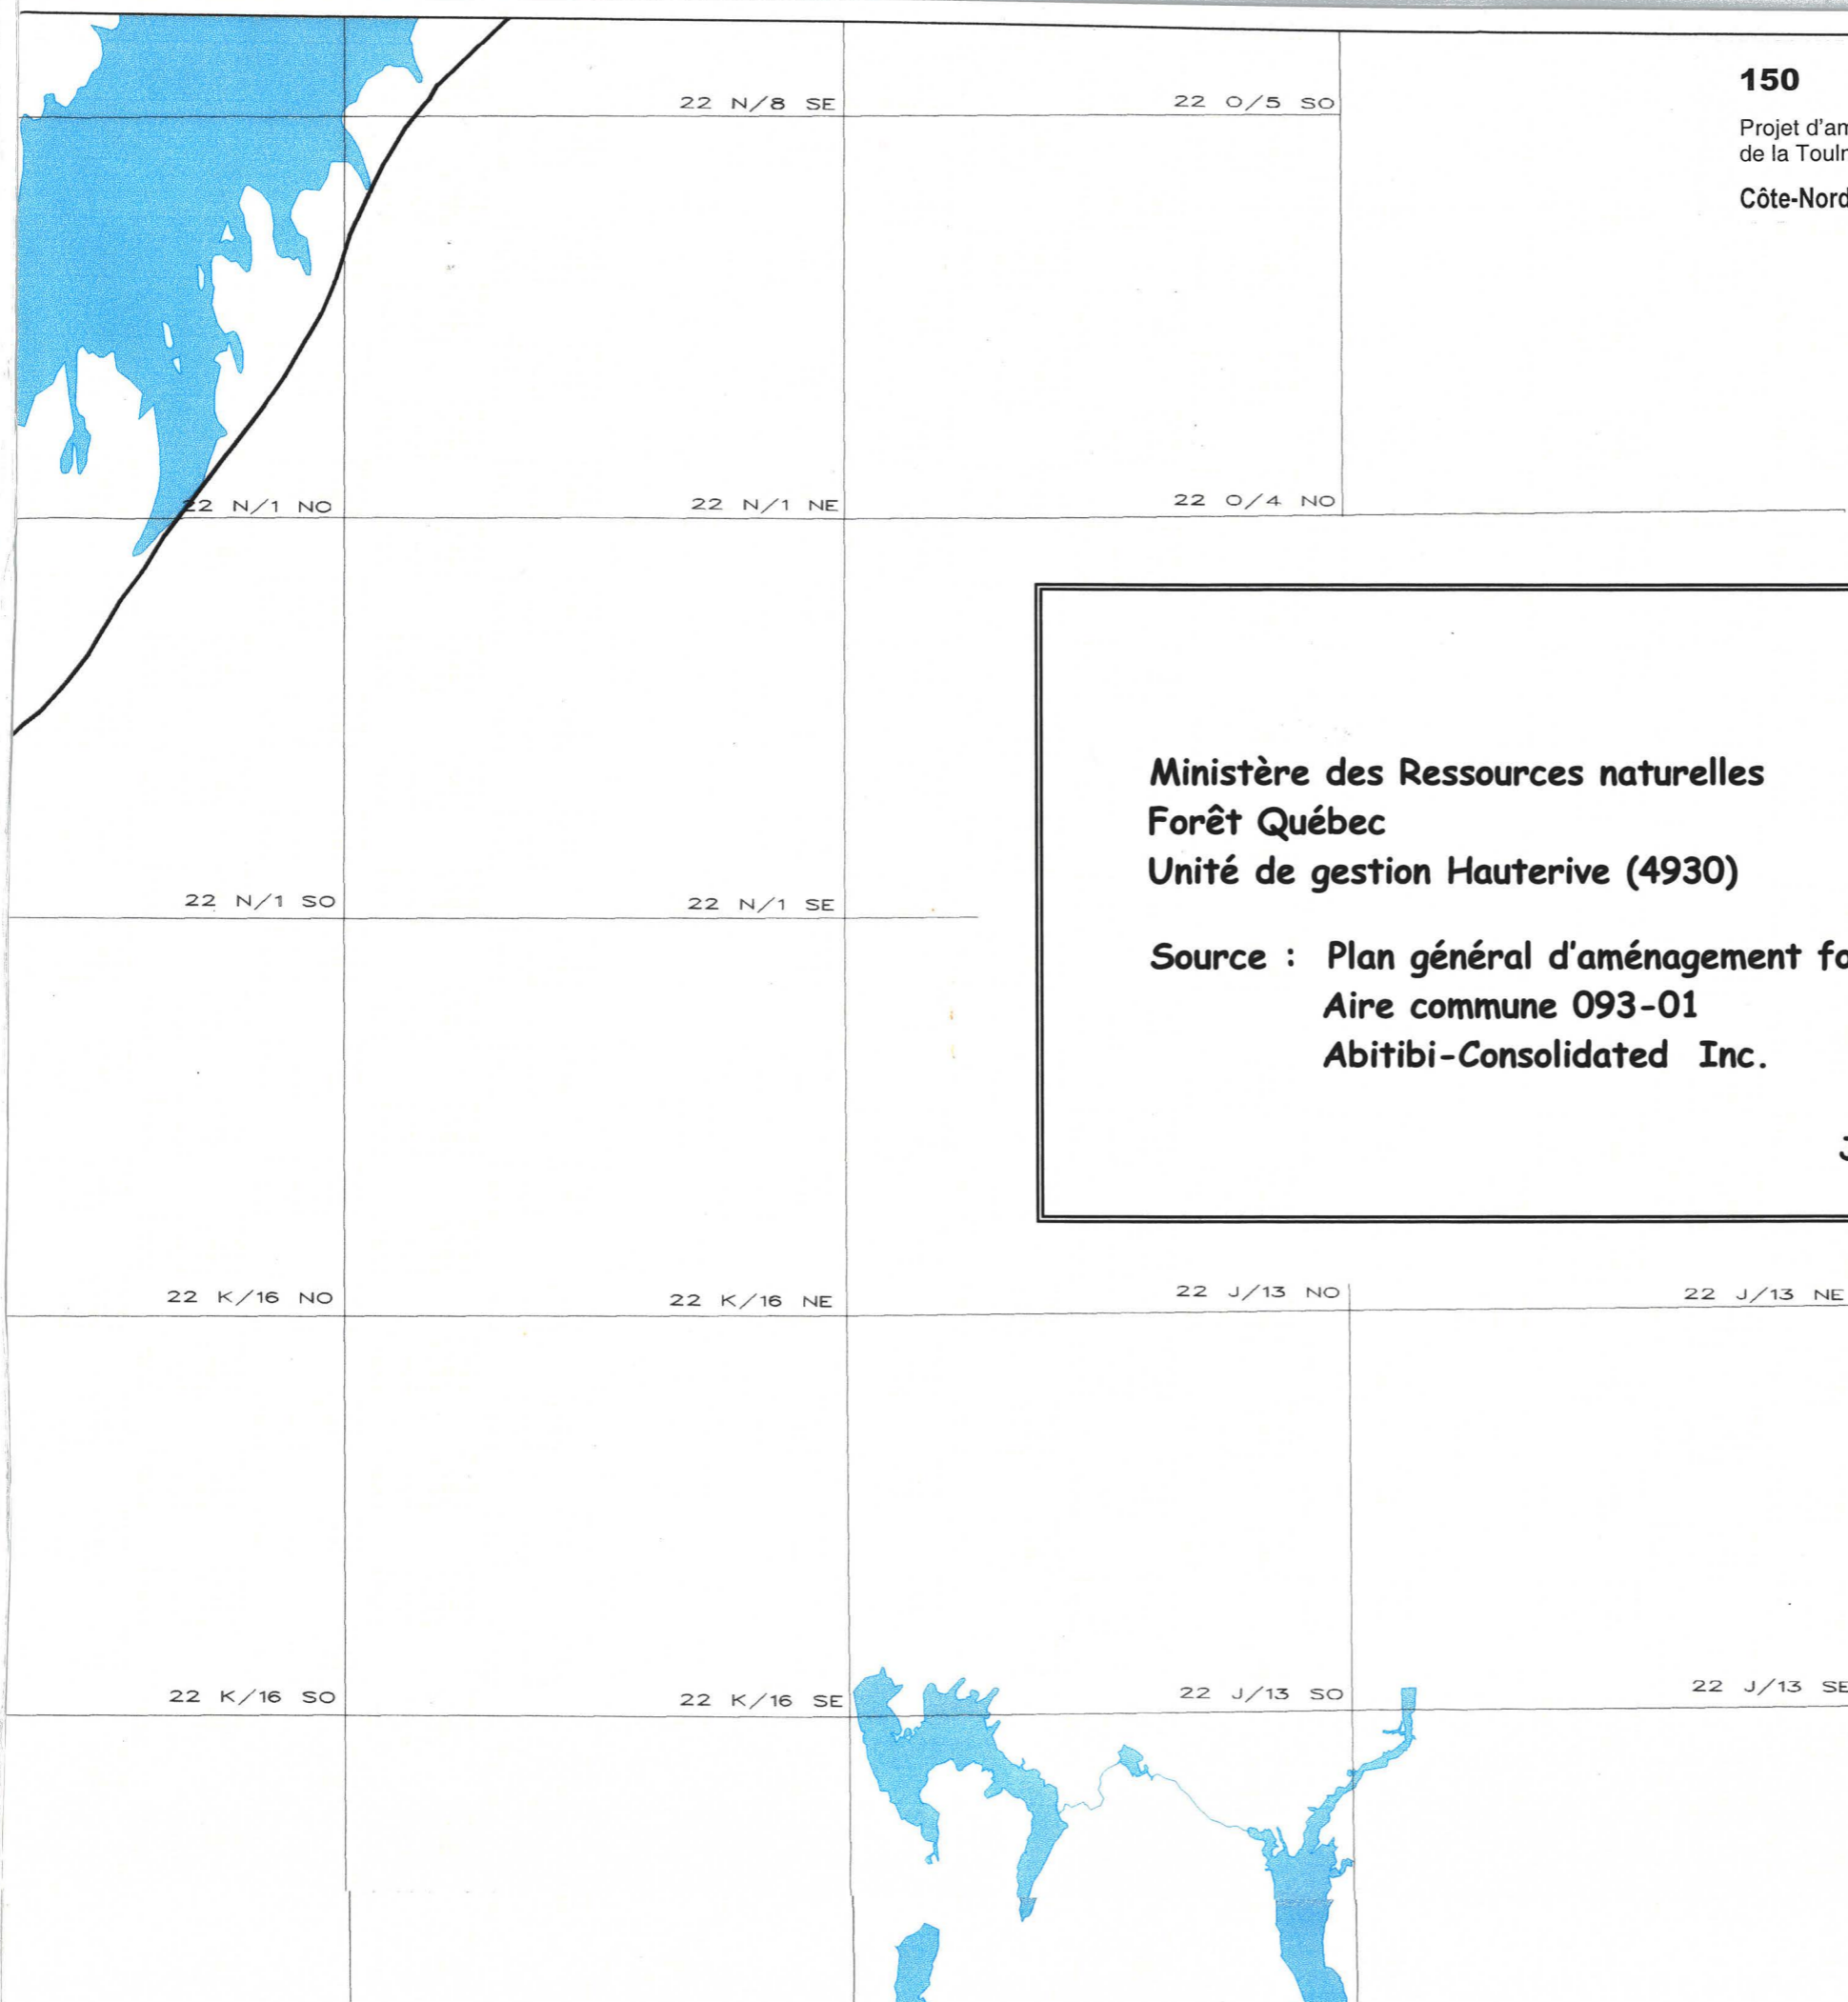 22 N/8 SE
22 O/5 SO
150
Projet d'am
de la Touln
Côte-Nord
22 N/1 NO
22 N/1 NE
22 O/4 NO
Ministère des Ressources naturelles
Forêt Québec
Unité de gestion Hauterive (4930)
22 N/1 SO
22 N/1 SE
Source : Plan général d'aménagement fo
Aire commune 093-01
Abitibi-Consolidated Inc.
22 K/16 NO
22 K/16 NE
22 J/13 NO
22 J/13 NE
22 K/16 SO
22 K/16 SE
22 J/13 SO
22 J/13 SE